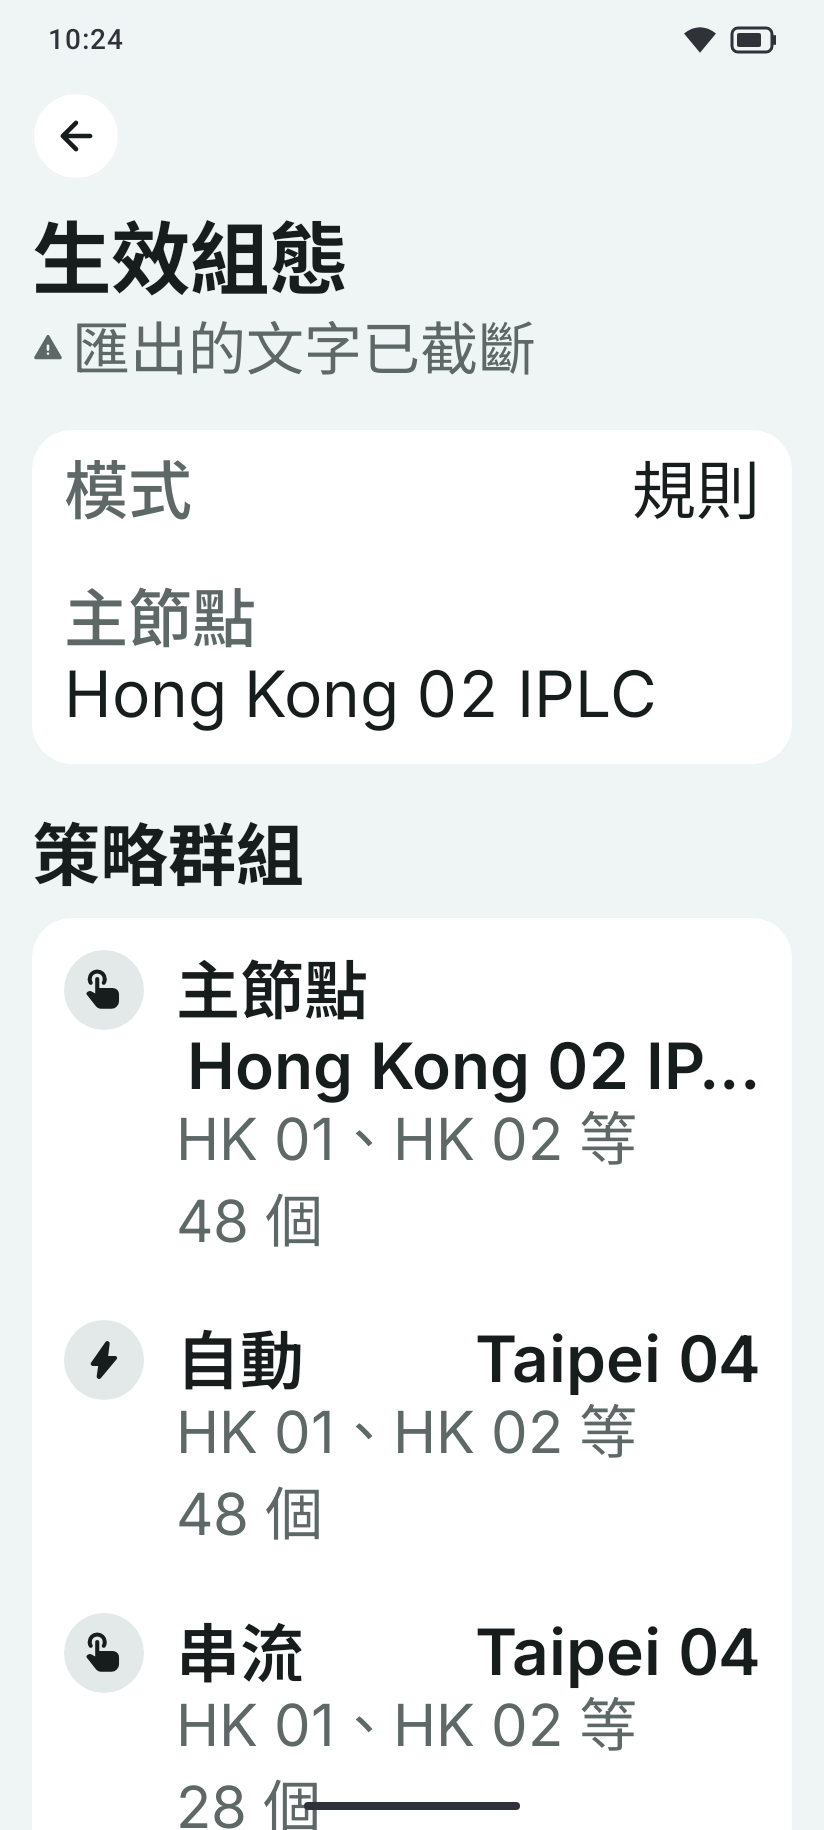 10:24
生效組態
匯出的文字已截斷
模式 規則
主節點
Hong Kong 02 IPLC
策略群組
主節點
Hong Kong 02 IP...
HK 01、HK 02 等
48 個
自動 Taipei 04
HK 01、HK 02 等
48 個
串流 Taipei 04
HK 01、HK 02 等
28 個